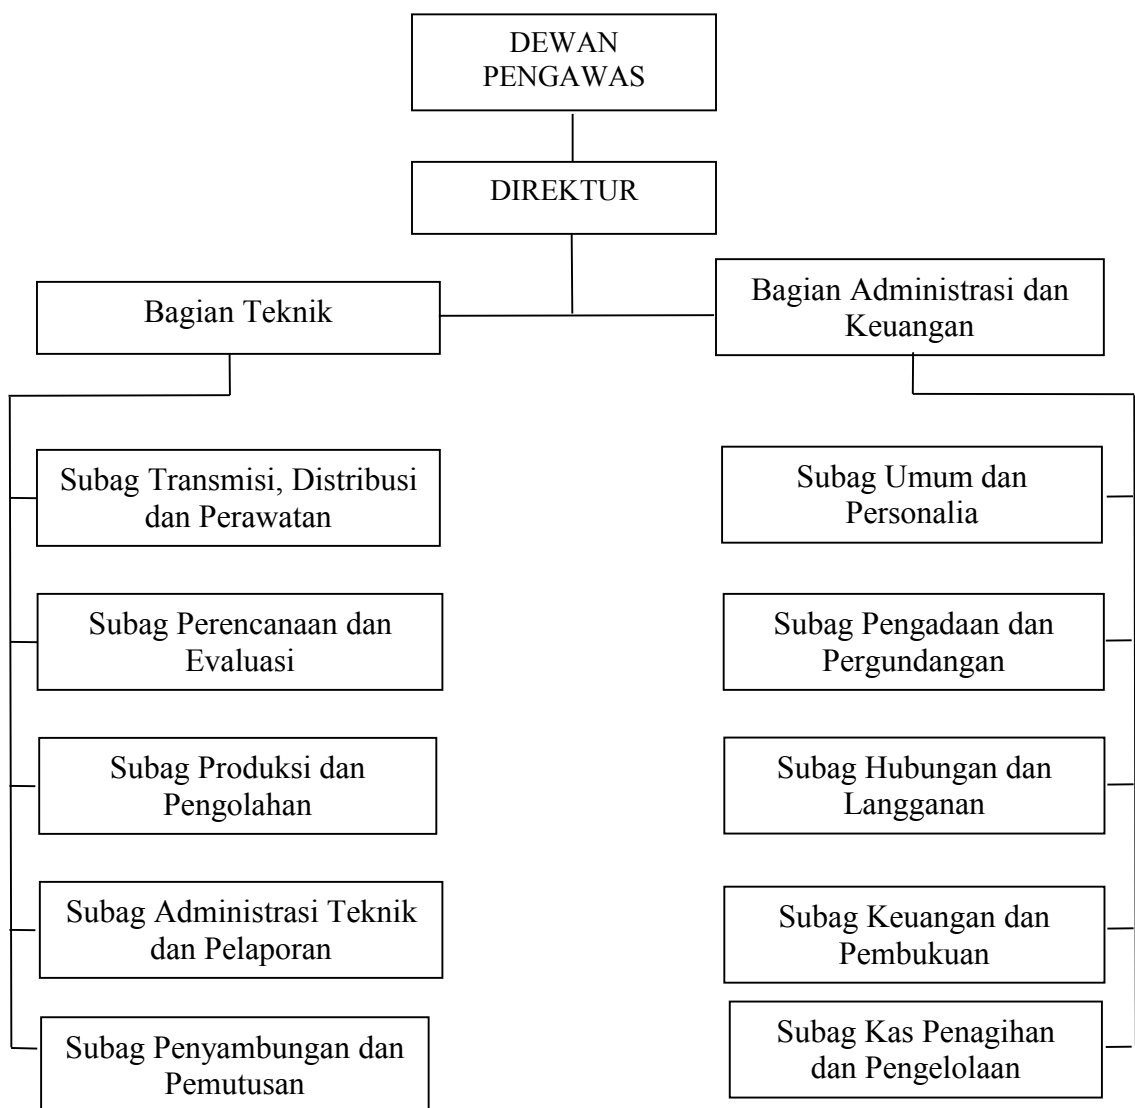 DEWAN
PENGAWAS
DIREKTUR
Bagian Teknik
Bagian Administrasi dan
Keuangan
Subag Transmisi, Distribusi
dan Perawatan
Subag Umum dan
Personalia
Subag Perencanaan dan
Evaluasi
Subag Pengadaan dan
Pergundangan
Subag Produksi dan
Pengolahan
Subag Hubungan dan
Langganan
Subag Administrasi Teknik
dan Pelaporan
Subag Keuangan dan
Pembukuan
Subag Penyambungan dan
Pemutusan
Subag Kas Penagihan
dan Pengelolaan